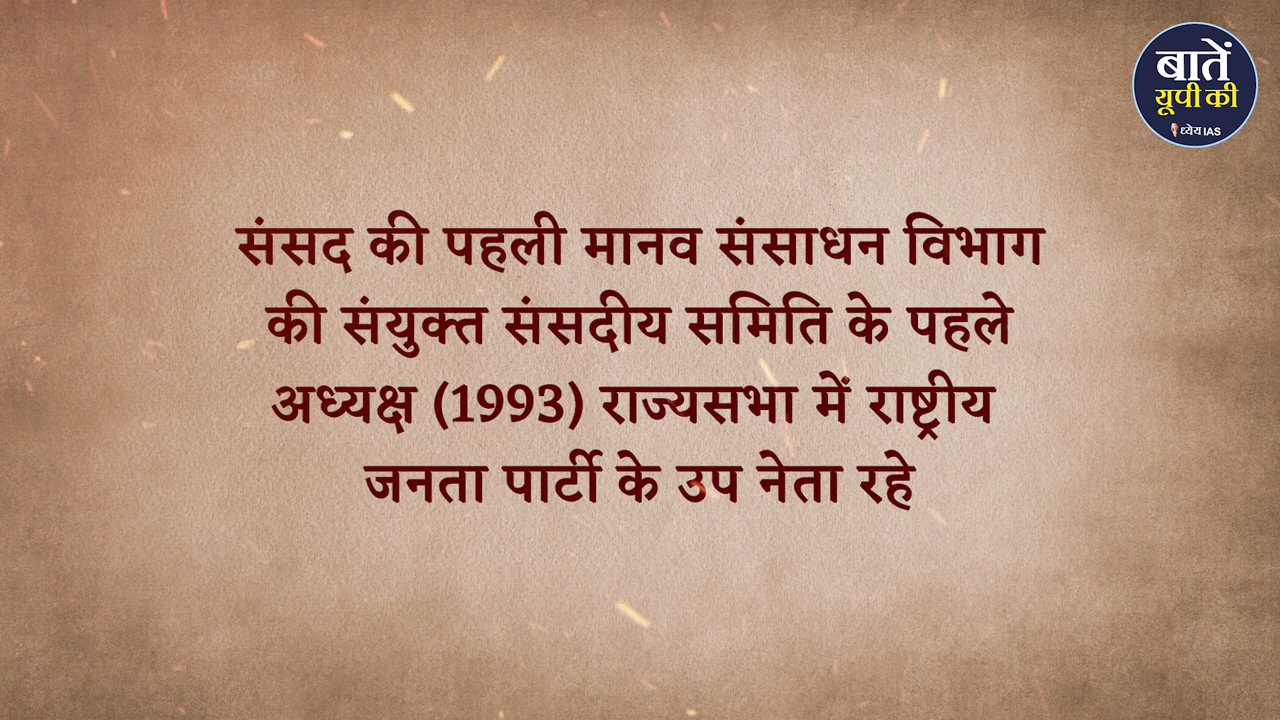 बातें
यूपी की
ध्येय IAS
संसद की पहली मानव संसाधन विभाग
की संयुक्त संसदीय समिति के पहले
अध्यक्ष (1993) राज्यसभा में राष्ट्रीय
जनता पार्टी के उप नेता रहे